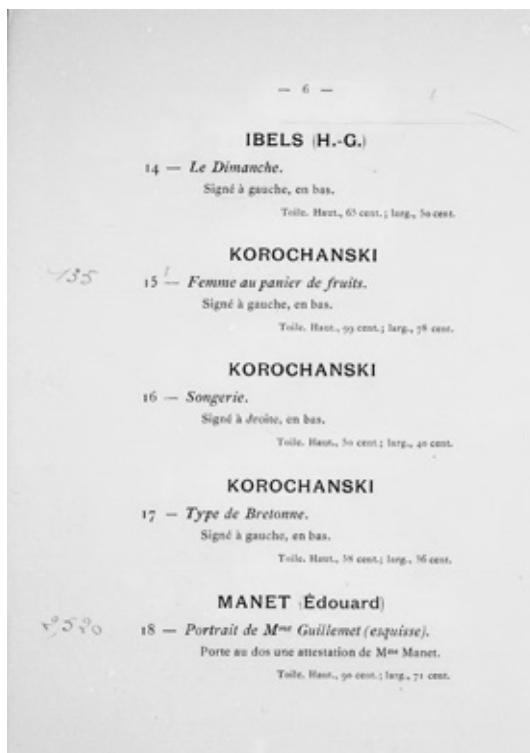 — 6 —
IBELS (H.-G.)
14 — Le Dimanche.
Signé à gauche, en bas.
Toile. Haut., 65 cent.; larg., 50 cent.
KOROCHANSKI
135
15 — Femme au panier de fruits.
Signé à gauche, en bas.
Toile. Haut., 99 cent.; larg., 78 cent.
KOROCHANSKI
16 — Songerie.
Signé à droite, en bas.
Toile. Haut., 50 cent.; larg., 40 cent.
KOROCHANSKI
17 — Type de Bretonne.
Signé à gauche, en bas.
Toile. Haut., cent.; larg., cent.
MANET (Édouard)
18 — Portrait de Mme Guillemet (esquisse).
Porte au dos une attestation de Mme Manet.
Toile. Haut., 90 cent.; larg., 71 cent.